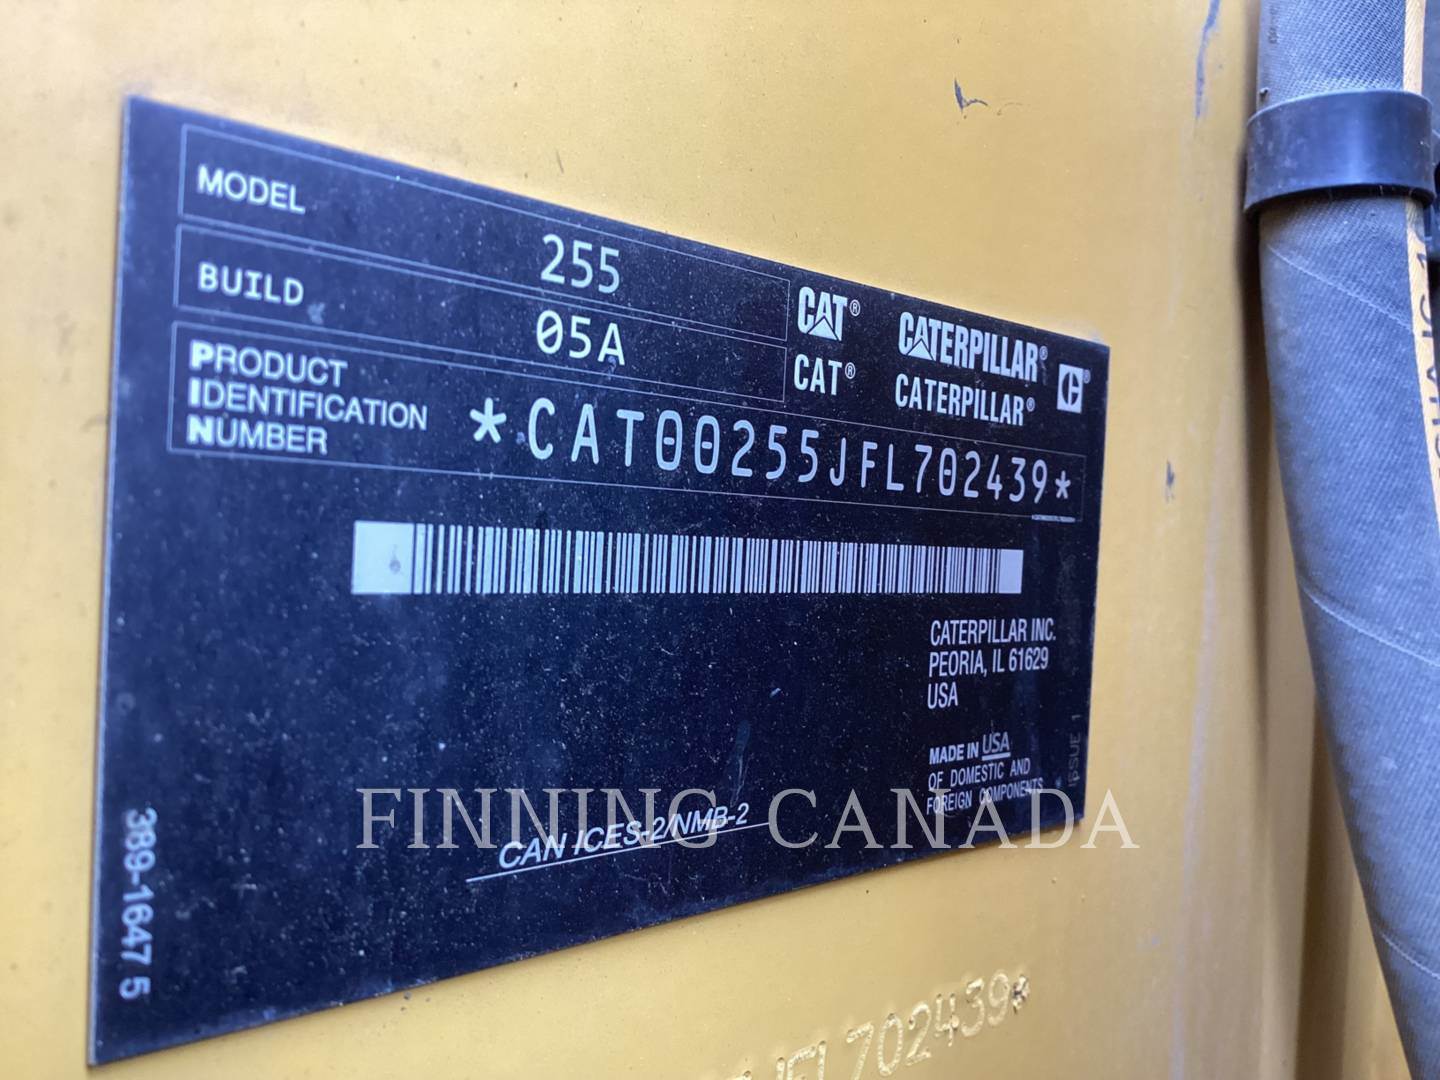 MODEL 255
BUILD 05A
CAT® CATERPILLAR®
CAT® CATERPILLAR®
PRODUCT
IDENTIFICATION
NUMBER
*CAT00255JFL702439*
CATERPILLAR INC.
PEORIA, IL 61629
USA
MADE IN USA
OF DOMESTIC AND
FOREIGN COMPONENTS
ISSUE 1
CAN ICES-2/NMB-2
389-1647 5
FINNING CANADA
JFL702439*